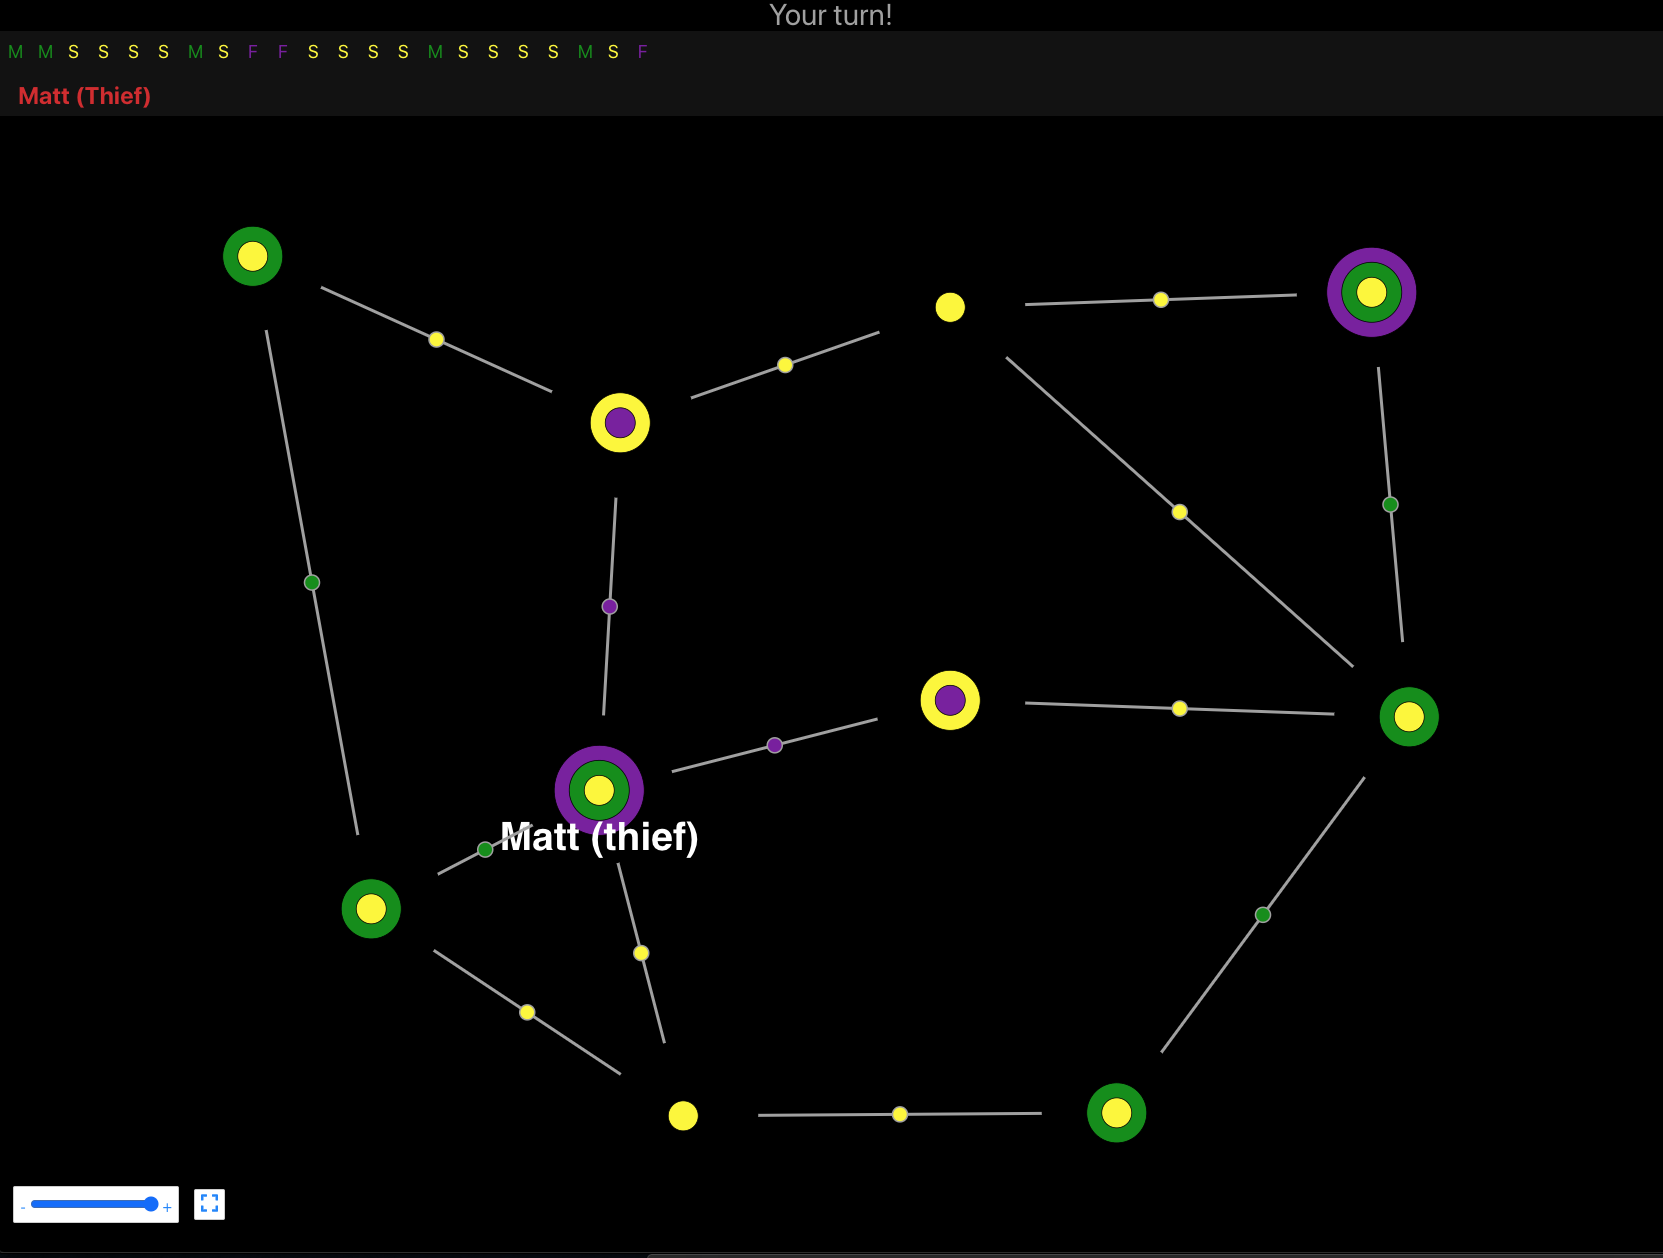 Your turn!
M M S S S S M S F F S S S S M S S S S M S F
Matt (Thief)
Matt (thief)
- +